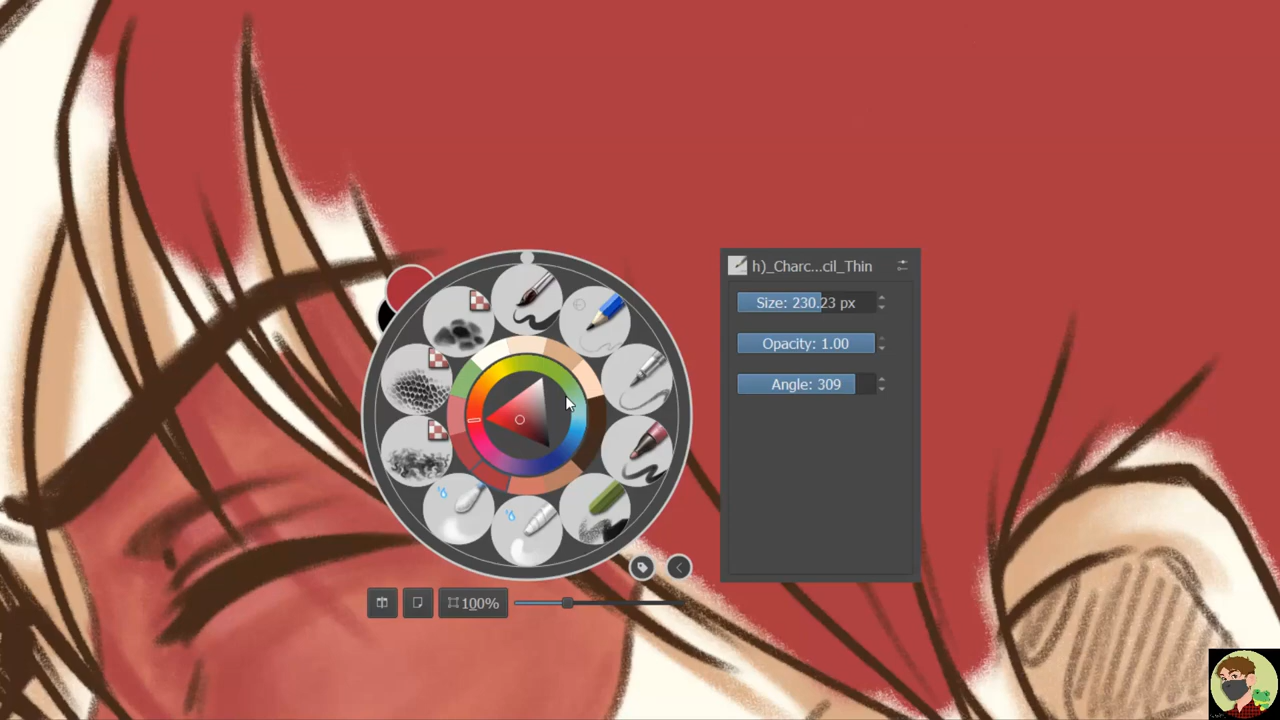 h)_Charc...cil_Thin
Size: 230.23 px
Opacity: 1.00
Angle: 309
100%